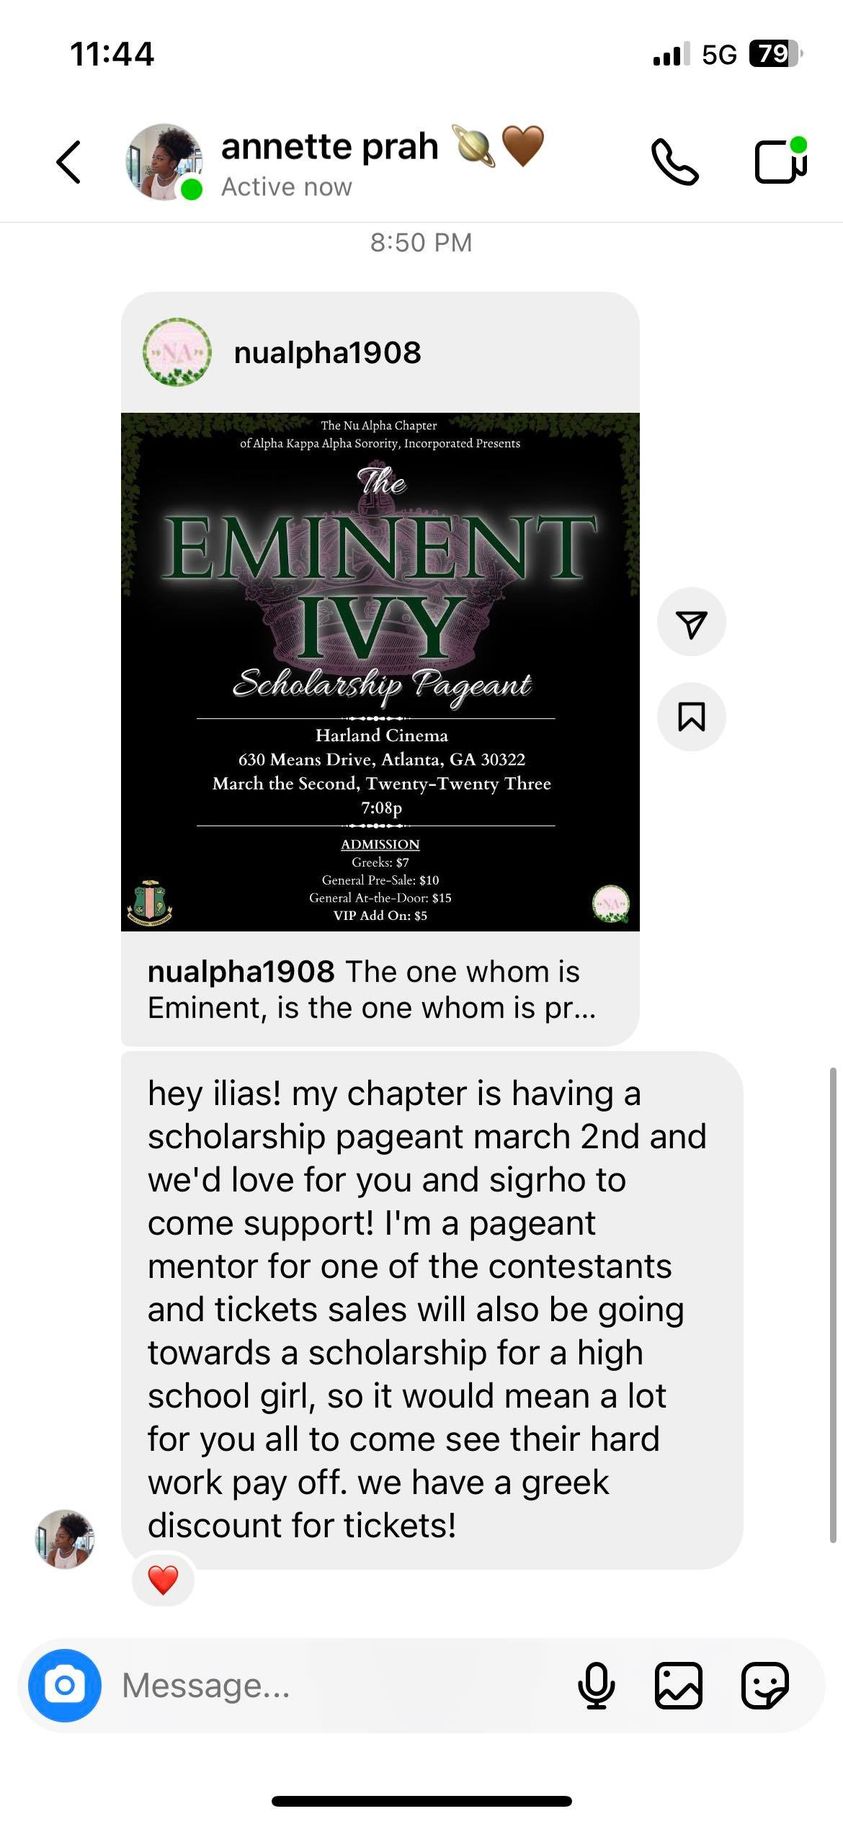 11:44
5G 79
annette prah 🪐🤎
Active now
8:50 PM
NA
nualpha1908
The Nu Alpha Chapter
of Alpha Kappa Alpha Sorority, Incorporated Presents
The
EMINENT
IVY
Scholarship Pageant
Harland Cinema
630 Means Drive, Atlanta, GA 30322
March the Second, Twenty-Twenty Three
7:08p
ADMISSION
Greeks: $7
General Pre-Sale: $10
General At-the-Door: $15
VIP Add On: $5
NA
nualpha1908 The one whom is
Eminent, is the one whom is pr...
hey ilias! my chapter is having a
scholarship pageant march 2nd and
we'd love for you and sigrho to
come support! I'm a pageant
mentor for one of the contestants
and tickets sales will also be going
towards a scholarship for a high
school girl, so it would mean a lot
for you all to come see their hard
work pay off. we have a greek
discount for tickets!
❤️
Message...